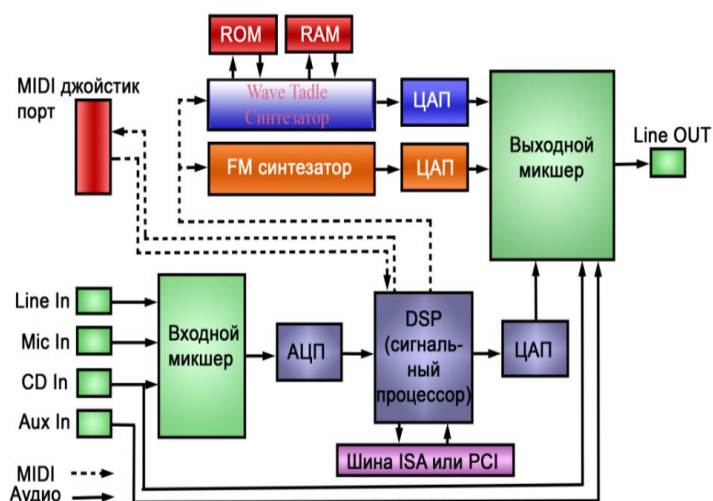 ROM
RAM
MIDI джойстик
порт
Wave Tadle
Синтезатор
ЦАП
FM синтезатор
ЦАП
Выходной
микшер
Line OUT
Line In
Mic In
CD In
Aux In
Входной
микшер
АЦП
DSP
(сигналь-
ный
процессор)
ЦАП
Шина ISA или PCI
MIDI
Аудио